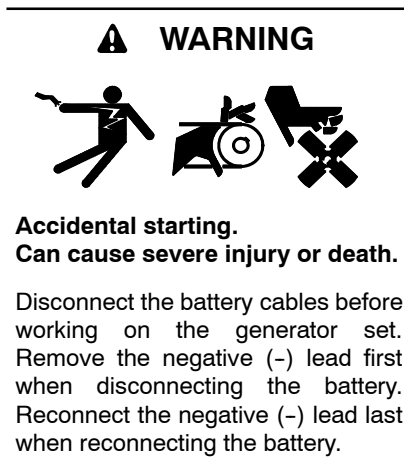 WARNING
Accidental starting.
Can cause severe injury or death.
Disconnect the battery cables before
working on the generator set.
Remove the negative (–) lead first
when disconnecting the battery.
Reconnect the negative (–) lead last
when reconnecting the battery.